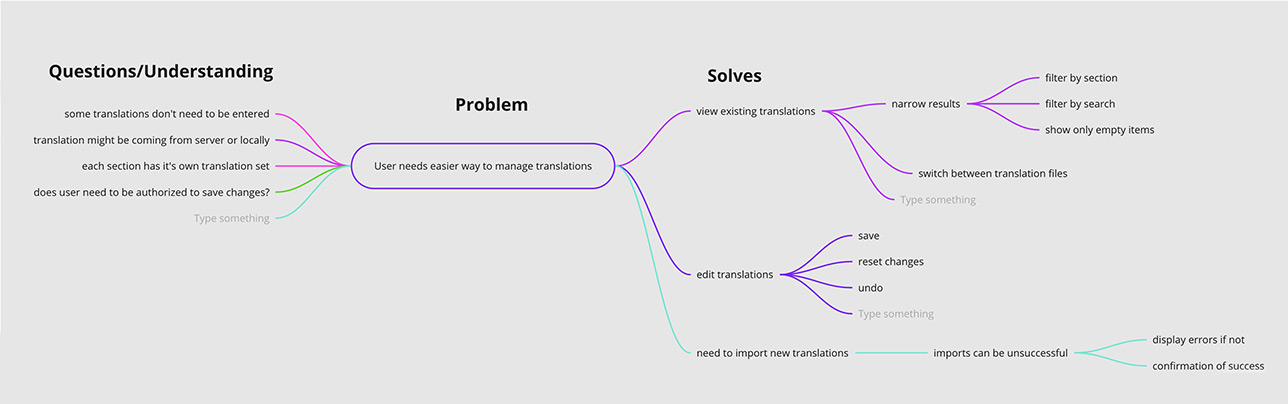 Questions/Understanding
some translations don't need to be entered
translation might be coming from server or locally
each section has it's own translation set
does user need to be authorized to save changes?
Type something
Problem
User needs easier way to manage translations
Solves
view existing translations
narrow results
filter by section
filter by search
show only empty items
switch between translation files
Type something
edit translations
save
reset changes
undo
Type something
need to import new translations
imports can be unsuccessful
display errors if not
confirmation of success